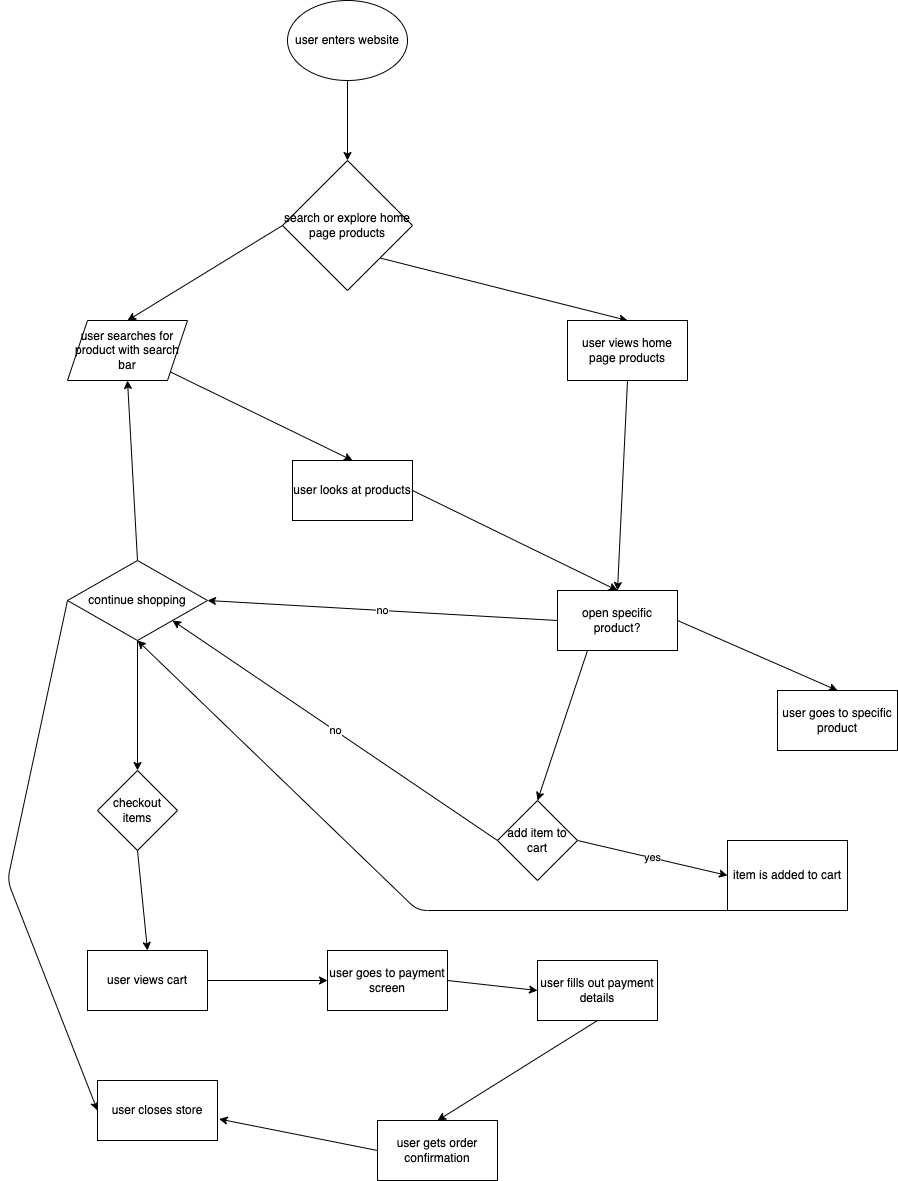 user enters website
search or explore home
page products
user searches for
product with search
bar
user views home
page products
user looks at products
continue shopping
no
open specific
product?
user goes to specific
product
no
checkout
items
add item to
cart
yes
item is added to cart
user views cart
user goes to payment
screen
user fills out payment
details
user closes store
user gets order
confirmation